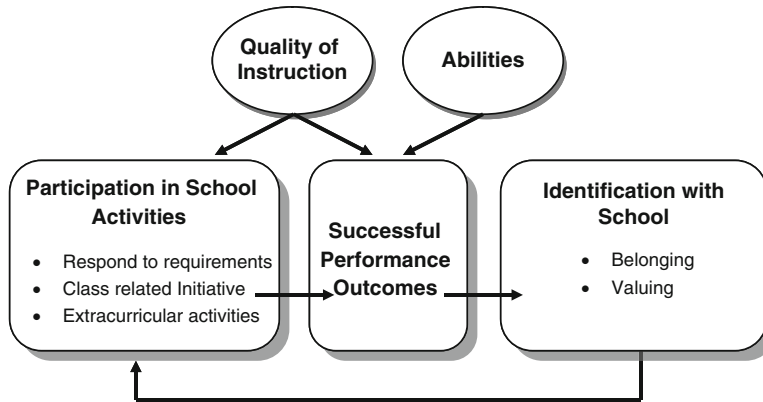 Quality of
Instruction
Abilities
Participation in School
Activities
• Respond to requirements
• Class related Initiative
• Extracurricular activities
Successful
Performance
Outcomes
Identification with
School
• Belonging
• Valuing